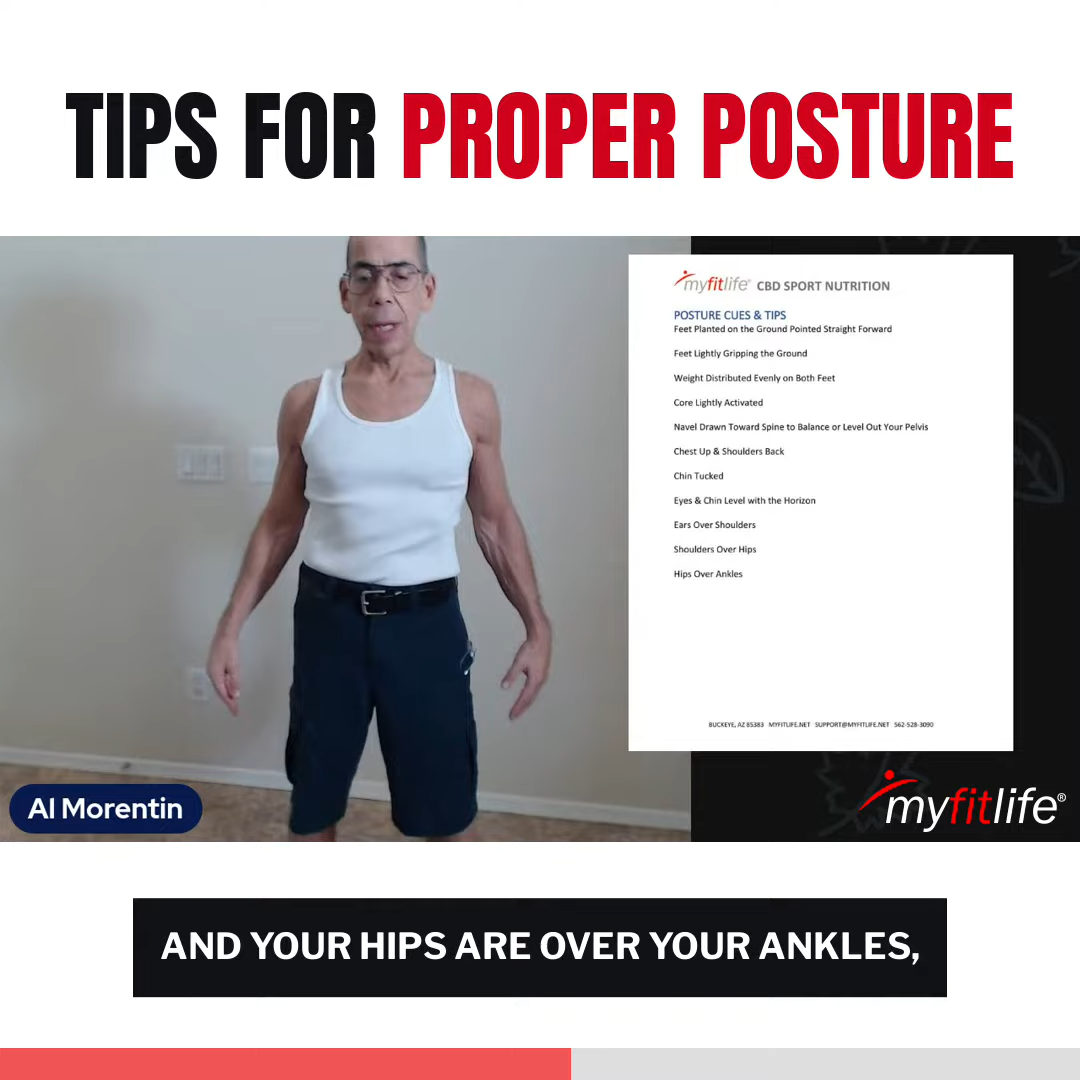 TIPS FOR PROPER POSTURE
myfitlife® CBD SPORT NUTRITION
POSTURE CUES & TIPS
Feet Planted on the Ground Pointed Straight Forward
Feet Lightly Gripping the Ground
Weight Distributed Evenly on Both Feet
Core Lightly Activated
Navel Drawn Toward Spine to Balance or Level Out Your Pelvis
Chest Up & Shoulders Back
Chin Tucked
Eyes & Chin Level with the Horizon
Ears Over Shoulders
Shoulders Over Hips
Hips Over Ankles
BUCKEYE, AZ 85383 MYFITLIFE.NET SUPPORT@MYFITLIFE.NET 562-528-3090
Al Morentin
myfitlife®
AND YOUR HIPS ARE OVER YOUR ANKLES,